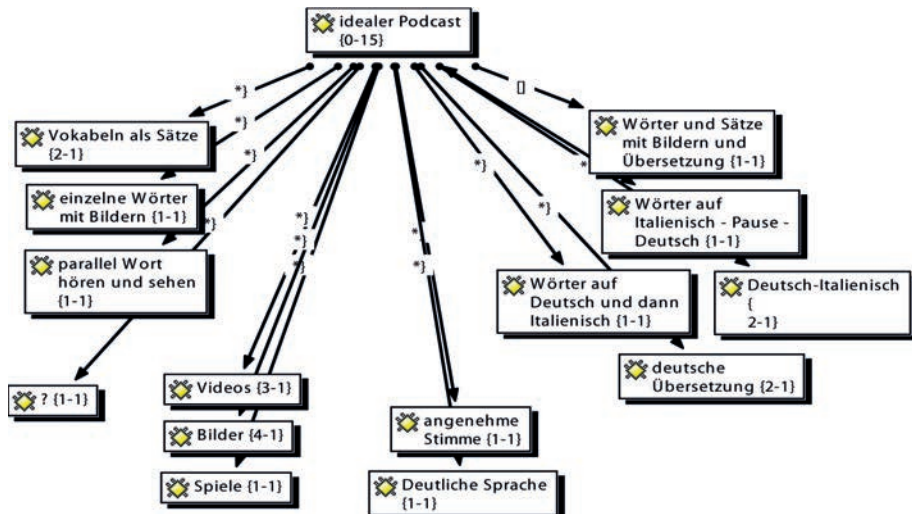 idealer Podcast
{0-15}
*}
[]
*}
Vokabeln als Sätze
{2-1}
*}
Wörter und Sätze
mit Bildern und
Übersetzung {1-1}
*}
*
einzelne Wörter
mit Bildern {1-1}
*}
*}
*}
Wörter auf
Italienisch - Pause -
Deutsch {1-1}
*}
*}
*}
*}
*}
parallel Wort
hören und sehen
{1-1}
Wörter auf
Deutsch und dann
Italienisch {1-1}
Deutsch-Italienisch
{
2-1}
deutsche
Übersetzung {2-1}
? {1-1}
Videos {3-1}
Bilder {4-1}
Spiele {1-1}
angenehme
Stimme {1-1}
Deutliche Sprache
{1-1}